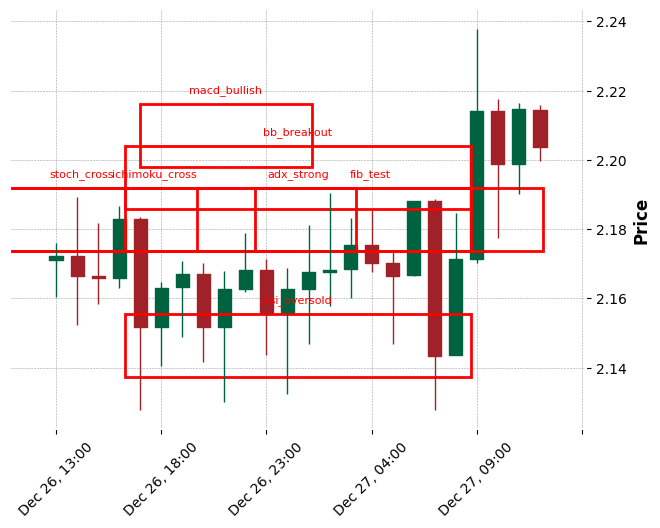 2.24
macd_bullish
2.22
bb_breakout
2.20
stoch_cross
ichimoku_cross
adx_strong
fib_test
2.18
Price
2.16
rsi_oversold
2.14
Dec 26, 13:00
Dec 26, 18:00
Dec 26, 23:00
Dec 27, 04:00
Dec 27, 09:00